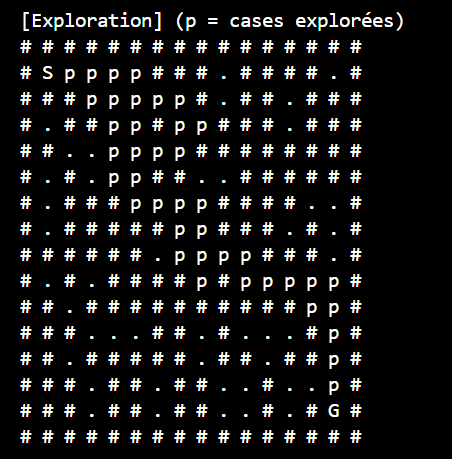 [Exploration] (p = cases explorées)
# # # # # # # # # # # # # # # #
# S p p p p # # # . # # # # . #
# # # p p p p p # . # # . # # #
# . # # p p # p p # # # . # # #
# # . . p p p p # # # # # # # #
# . # . p p # # . . # # # # # #
# . # # # p p p p # # # # . . #
# . # # # # # p p # # # . # . #
# # # # # # . p p p p # # # . #
# . # . # # # # p # p p p p p #
# # . # # # # # # # # # # p p #
# # # . . . # # . # . . . # p #
# # . # # # # # . # # . # # p #
# # # . # # . # # . . # . . p #
# # # . # # . # # . . # . # G #
# # # # # # # # # # # # # # # #